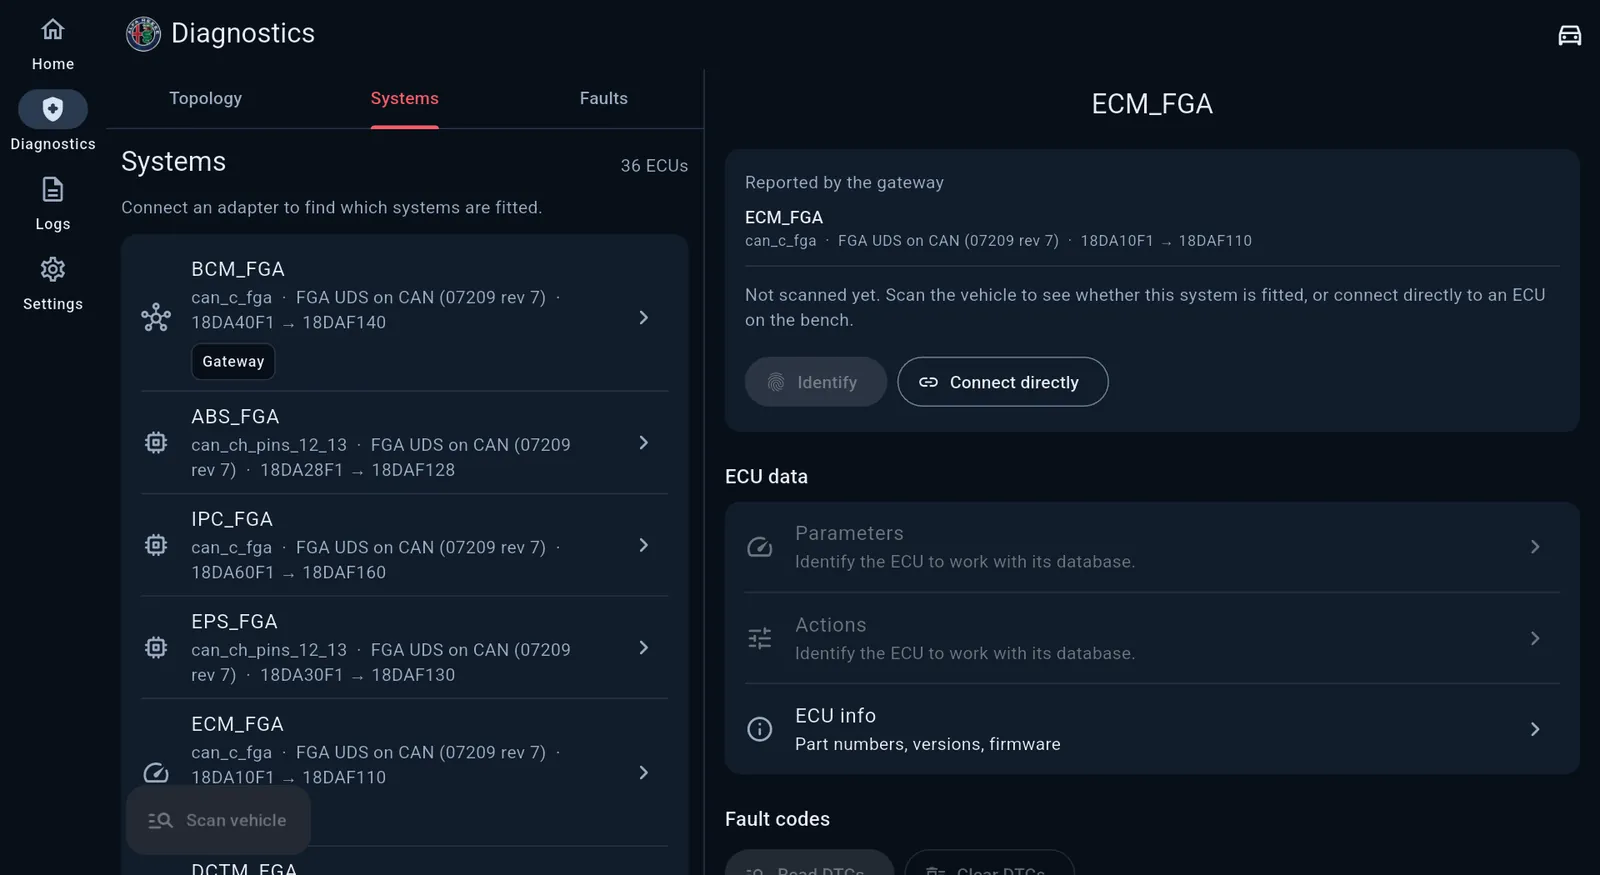 Home
Diagnostics
Logs
Settings
Diagnostics
Topology
Systems
Faults
Systems
36 ECUs
Connect an adapter to find which systems are fitted.
BCM_FGA
can_c_fga · FGA UDS on CAN (07209 rev 7) ·
18DA40F1 → 18DAF140
Gateway
ABS_FGA
can_ch_pins_12_13 · FGA UDS on CAN (07209
rev 7) · 18DA28F1 → 18DAF128
IPC_FGA
can_c_fga · FGA UDS on CAN (07209 rev 7) ·
18DA60F1 → 18DAF160
EPS_FGA
can_ch_pins_12_13 · FGA UDS on CAN (07209
rev 7) · 18DA30F1 → 18DAF130
ECM_FGA
can_c_fga · FGA UDS on CAN (07209 rev 7) ·
18DA10F1 → 18DAF110
Scan vehicle
DCTM_FGA
ECM_FGA
Reported by the gateway
ECM_FGA
can_c_fga · FGA UDS on CAN (07209 rev 7) · 18DA10F1 → 18DAF110
Not scanned yet. Scan the vehicle to see whether this system is fitted, or connect directly to an ECU
on the bench.
Identify
Connect directly
ECU data
Parameters
Identify the ECU to work with its database.
Actions
Identify the ECU to work with its database.
ECU info
Part numbers, versions, firmware
Fault codes
Read DTCs
Clear DTCs